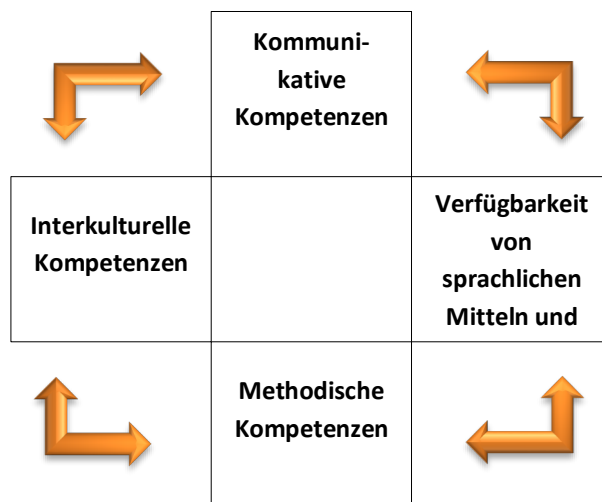 Kommuni-
kative
Kompetenzen
Interkulturelle
Kompetenzen
Verfügbarkeit
von
sprachlichen
Mitteln und
Methodische
Kompetenzen